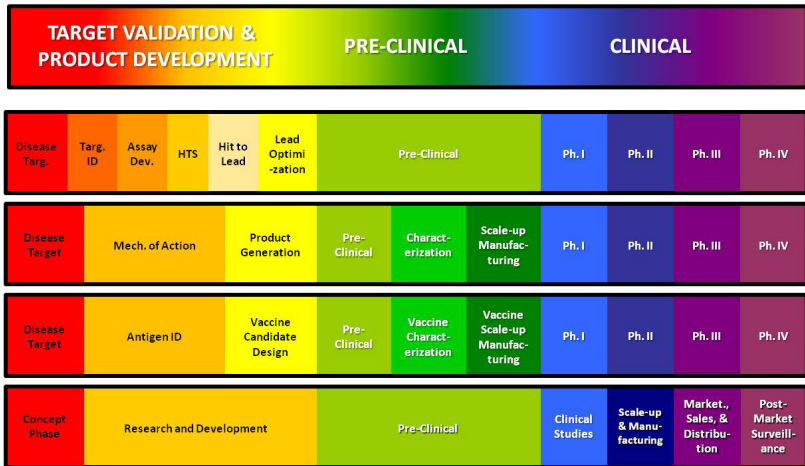 TARGET VALIDATION &
PRODUCT DEVELOPMENT
PRE-CLINICAL
CLINICAL
Disease
Targ.
Targ.
ID
Assay
Dev.
HTS
Hit to
Lead
Lead
Optimi
-zation
Pre-Clinical
Ph. I
Ph. II
Ph. III
Ph. IV
Disease
Target
Mech. of Action
Product
Generation
Pre-
Clinical
Charact-
erization
Scale-up
Manufac-
turing
Ph. I
Ph. II
Ph. III
Ph. IV
Disease
Target
Antigen ID
Vaccine
Candidate
Design
Pre-
Clinical
Vaccine
Charact-
erization
Vaccine
Scale-up
Manufac-
turing
Ph. I
Ph. II
Ph. III
Ph. IV
Concept
Phase
Research and Development
Pre-Clinical
Clinical
Studies
Scale-up
& Manu-
facturing
Market.,
Sales, &
Distribu-
tion
Post-
Market
Surveill-
ance